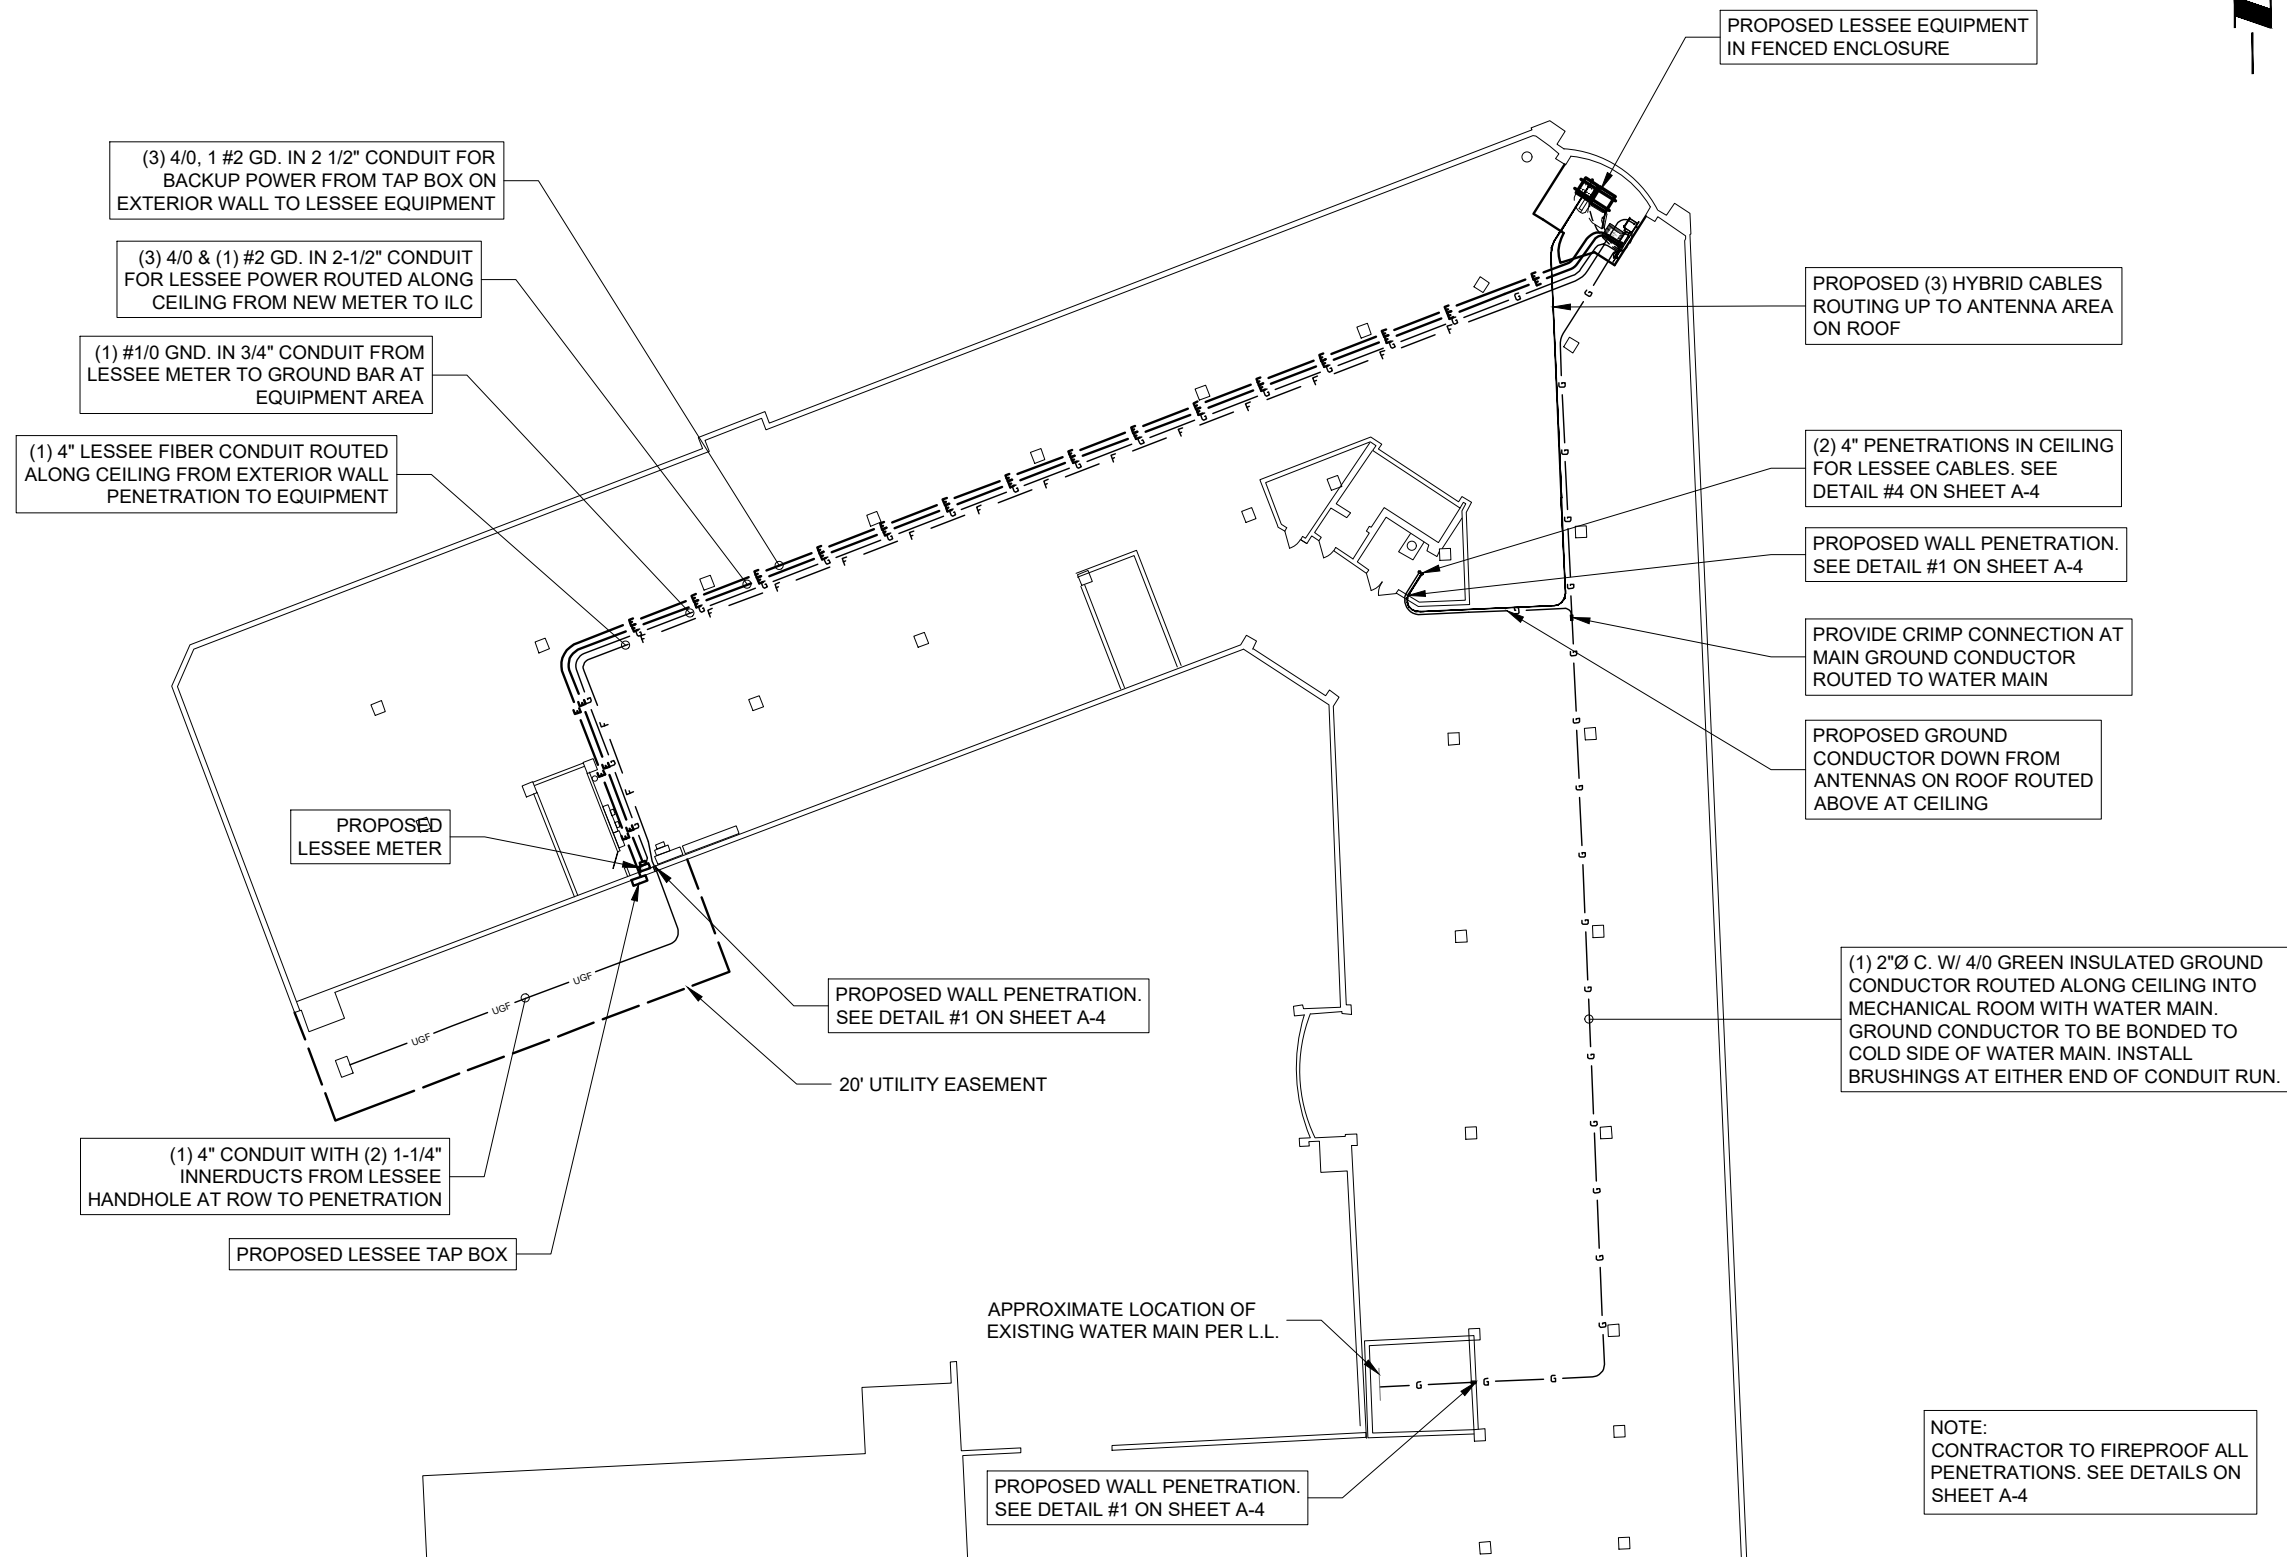 PROPOSED LESSEE EQUIPMENT
IN FENCED ENCLOSURE
(3) 4/0, 1 #2 GD. IN 2 1/2" CONDUIT FOR
BACKUP POWER FROM TAP BOX ON
EXTERIOR WALL TO LESSEE EQUIPMENT
(3) 4/0 & (1) #2 GD. IN 2-1/2" CONDUIT
FOR LESSEE POWER ROUTED ALONG
CEILING FROM NEW METER TO ILC
(1) #1/0 GND. IN 3/4" CONDUIT FROM
LESSEE METER TO GROUND BAR AT
EQUIPMENT AREA
(1) 4" LESSEE FIBER CONDUIT ROUTED
ALONG CEILING FROM EXTERIOR WALL
PENETRATION TO EQUIPMENT
PROPOSED (3) HYBRID CABLES
ROUTING UP TO ANTENNA AREA
ON ROOF
(2) 4" PENETRATIONS IN CEILING
FOR LESSEE CABLES. SEE
DETAIL #4 ON SHEET A-4
PROPOSED WALL PENETRATION.
SEE DETAIL #1 ON SHEET A-4
PROVIDE CRIMP CONNECTION AT
MAIN GROUND CONDUCTOR
ROUTED TO WATER MAIN
PROPOSED GROUND
CONDUCTOR DOWN FROM
ANTENNAS ON ROOF ROUTED
ABOVE AT CEILING
PROPOSED
LESSEE METER
(1) 2"Ø C. W/ 4/0 GREEN INSULATED GROUND
CONDUCTOR ROUTED ALONG CEILING INTO
MECHANICAL ROOM WITH WATER MAIN.
GROUND CONDUCTOR TO BE BONDED TO
COLD SIDE OF WATER MAIN. INSTALL
BRUSHINGS AT EITHER END OF CONDUIT RUN.
PROPOSED WALL PENETRATION.
SEE DETAIL #1 ON SHEET A-4
20' UTILITY EASEMENT
UGF
UGF
UGF
(1) 4" CONDUIT WITH (2) 1-1/4"
INNERDUCTS FROM LESSEE
HANDHOLE AT ROW TO PENETRATION
PROPOSED LESSEE TAP BOX
APPROXIMATE LOCATION OF
EXISTING WATER MAIN PER L.L.
PROPOSED WALL PENETRATION.
SEE DETAIL #1 ON SHEET A-4
NOTE:
CONTRACTOR TO FIREPROOF ALL
PENETRATIONS. SEE DETAILS ON
SHEET A-4